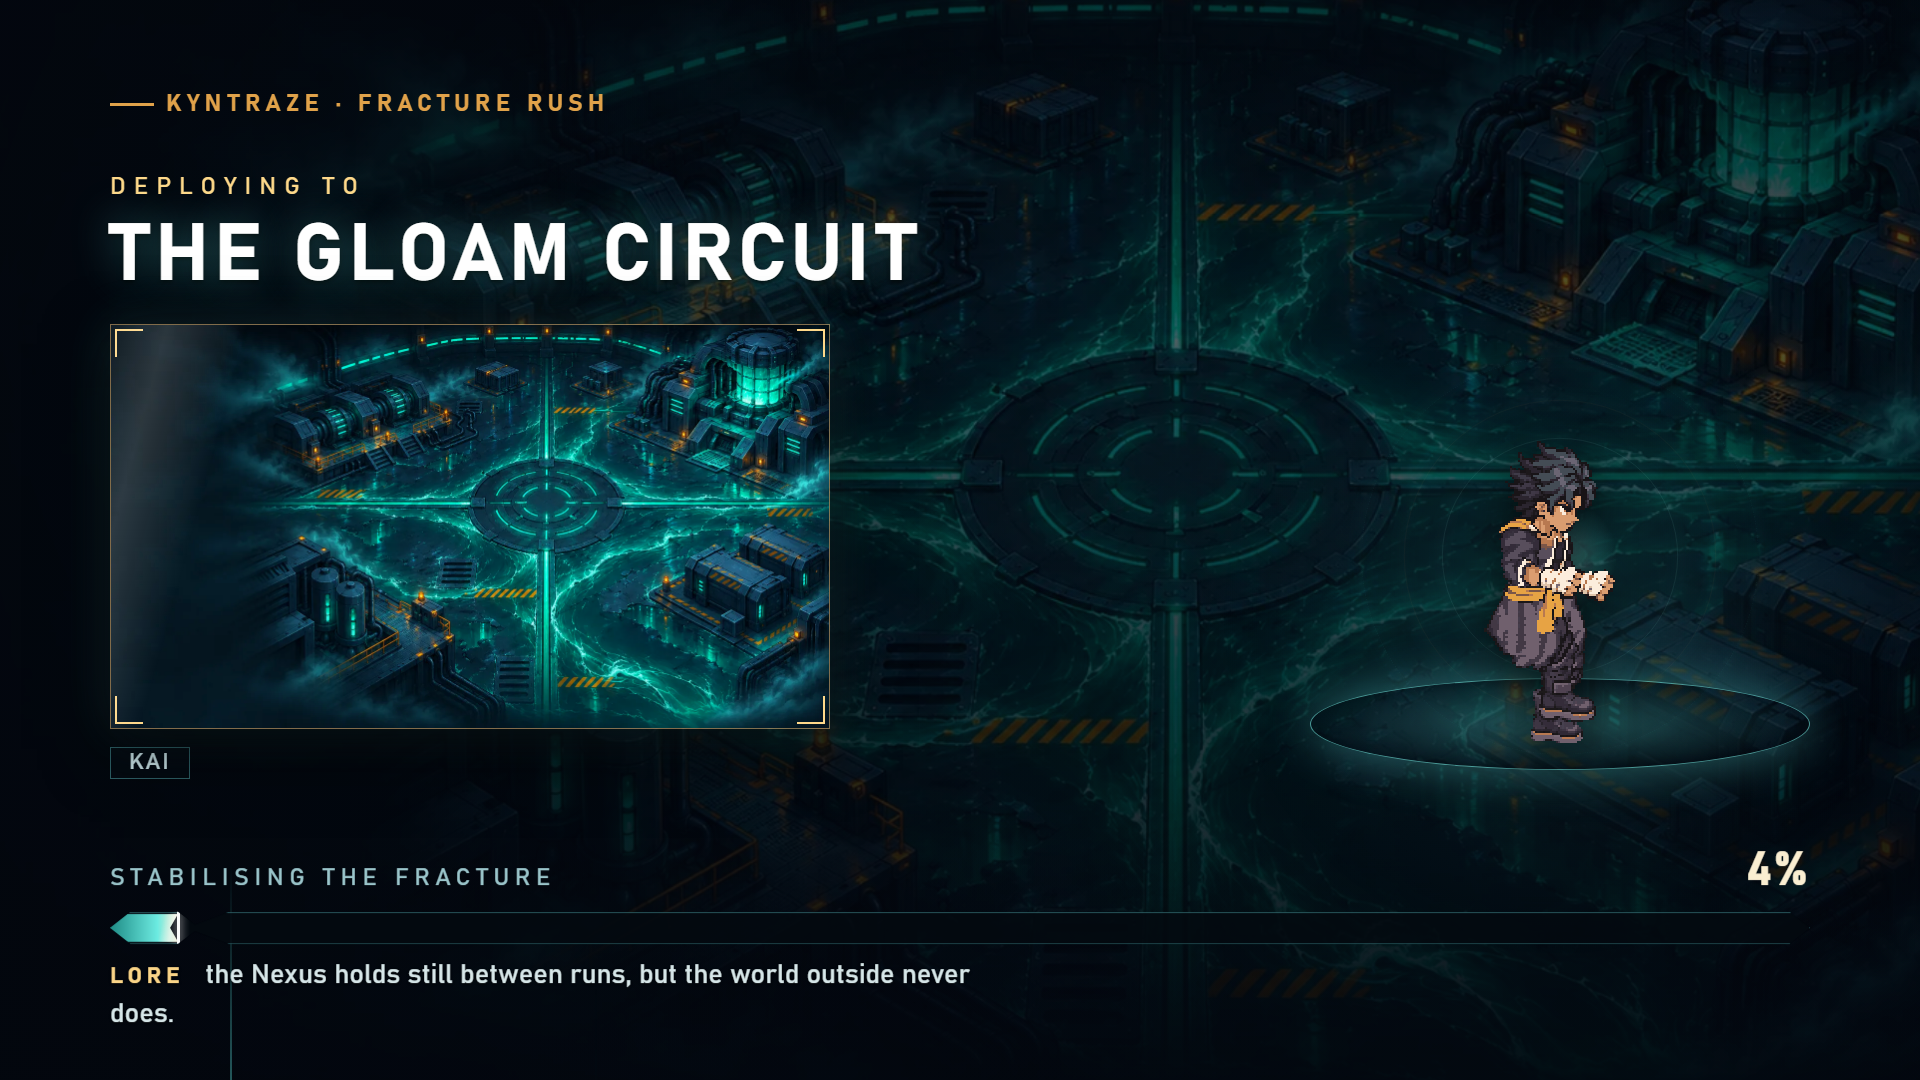 KYNTRAZE · FRACTURE RUSH
DEPLOYING TO
THE GLOAM CIRCUIT
KAI
STABILISING THE FRACTURE
4%
LORE the Nexus holds still between runs, but the world outside never
does.